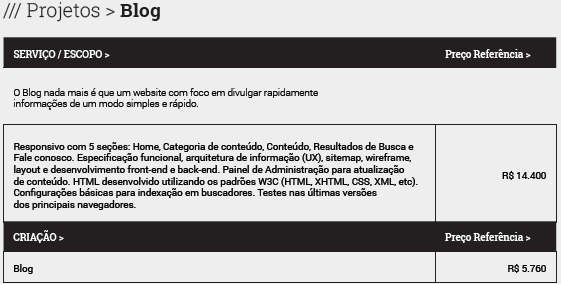 /// Projetos > Blog
SERVIÇO / ESCOPO > Preço Referência >
O Blog nada mais é que um website com foco em divulgar rapidamente
informações de um modo simples e rápido.
Responsivo com 5 seções: Home, Categoria de conteúdo, Conteúdo, Resultados de Busca e
Fale conosco. Especificação funcional, arquitetura de informação (UX), sitemap, wireframe,
layout e desenvolvimento front-end e back-end. Painel de Administração para atualização
de conteúdo. HTML desenvolvido utilizando os padrões W3C (HTML, XHTML, CSS, XML, etc).
Configurações básicas para indexação em buscadores. Testes nas últimas versões
dos principais navegadores.
R$ 14.400
CRIAÇÃO > Preço Referência >
Blog R$ 5.760